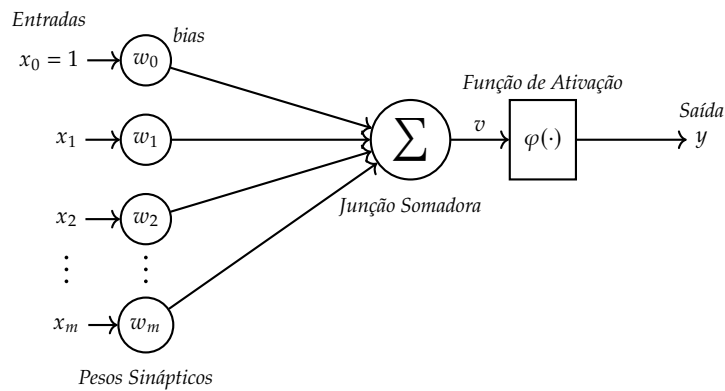 Entradas
bias
x₀ = 1
w₀
Função de Ativação
Saída
x₁
w₁
∑
v
φ(·)
y
x₂
w₂
Junção Somadora
⋮ ⋮
xₘ
wₘ
Pesos Sinápticos